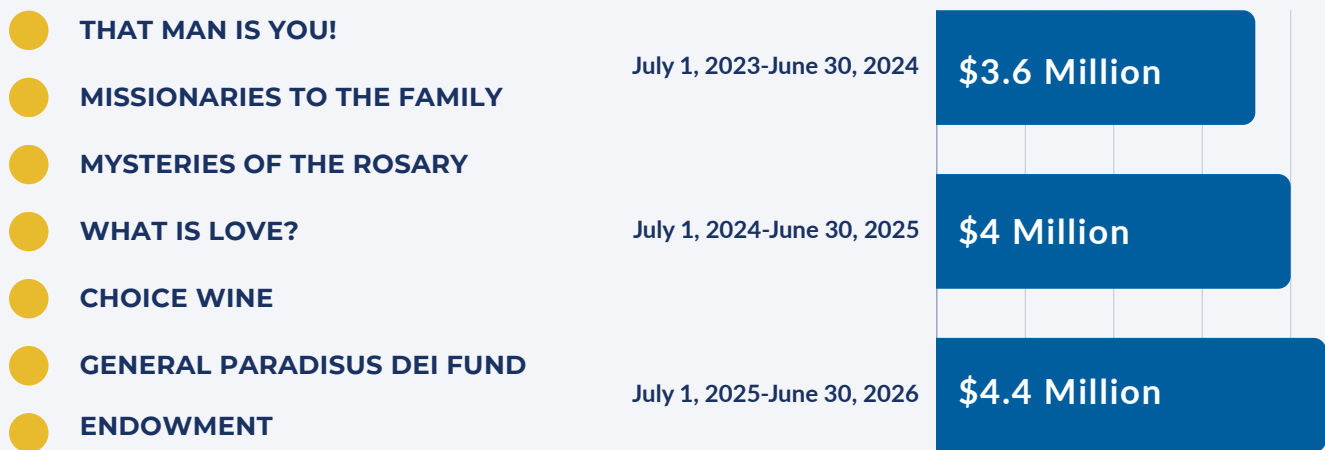 THAT MAN IS YOU!
MISSIONARIES TO THE FAMILY
MYSTERIES OF THE ROSARY
WHAT IS LOVE?
CHOICE WINE
GENERAL PARADISUS DEI FUND
ENDOWMENT
July 1, 2023-June 30, 2024
$3.6 Million
July 1, 2024-June 30, 2025
$4 Million
July 1, 2025-June 30, 2026
$4.4 Million